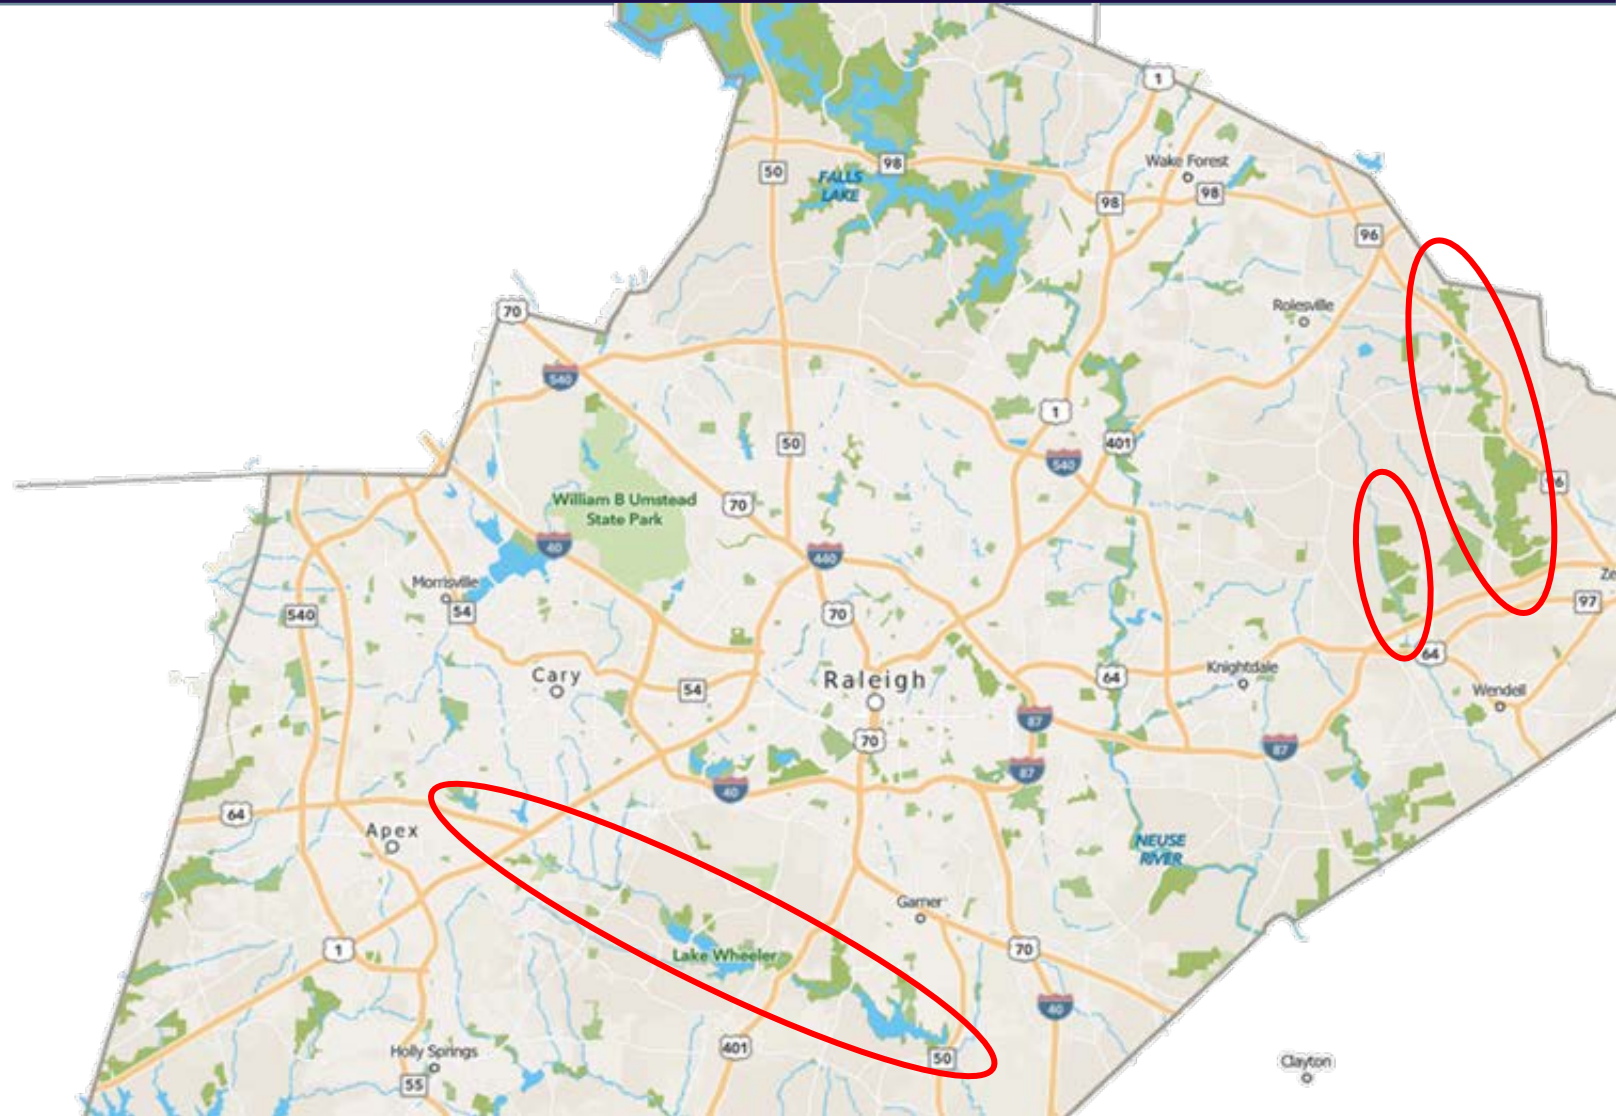 1
98
Wake Forest
50
FALLS
LAKE
98
98
96
70
Rolesville
540
1
50
401
540
96
William B Umstead
State Park
70
40
440
Ze
Morrisville
54
540
70
97
64
Cary
Raleigh
64
Knightdale
54
Wendell
87
70
87
87
40
64
Apex
NEUSE
RIVER
Garner
1
Lake Wheeler
70
40
401
Holly Springs
50
Clayton
55